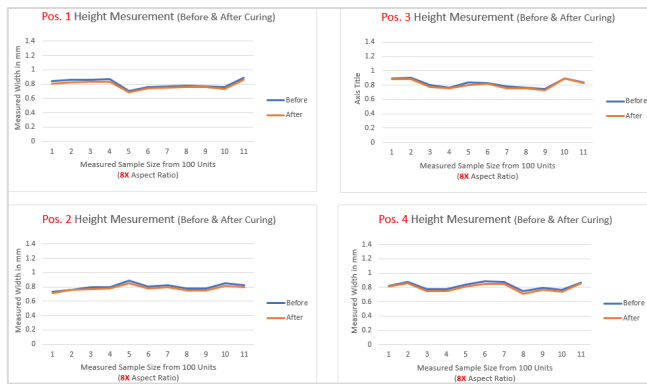 Pos. 1 Height Mesurement (Before & After Curing)
Measured Width in mm
1.4
1.2
1
0.8
0.6
0.4
0.2
0
1 2 3 4 5 6 7 8 9 10 11
Measured Sample Size from 100 Units
(8X Aspect Ratio)
Before
After
Pos. 3 Height Mesurement (Before & After Curing)
Axis Title
1.4
1.2
1
0.8
0.6
0.4
0.2
0
1 2 3 4 5 6 7 8 9 10 11
Measured Sample Size from 100 Units
(8X Aspect Ratio)
Before
After
Pos. 2 Height Mesurement (Before & After Curing)
Measured Width in mm
1.4
1.2
1
0.8
0.6
0.4
0.2
0
1 2 3 4 5 6 7 8 9 10 11
Measured Sample Size from 100 Units
(8X Aspect Ratio)
Before
After
Pos. 4 Height Mesurement (Before & After Curing)
Measured Width in mm
1.4
1.2
1
0.8
0.6
0.4
0.2
0
1 2 3 4 5 6 7 8 9 10 11
Measured Sample Size from 100 Units
(8X Aspect Ratio)
Before
After